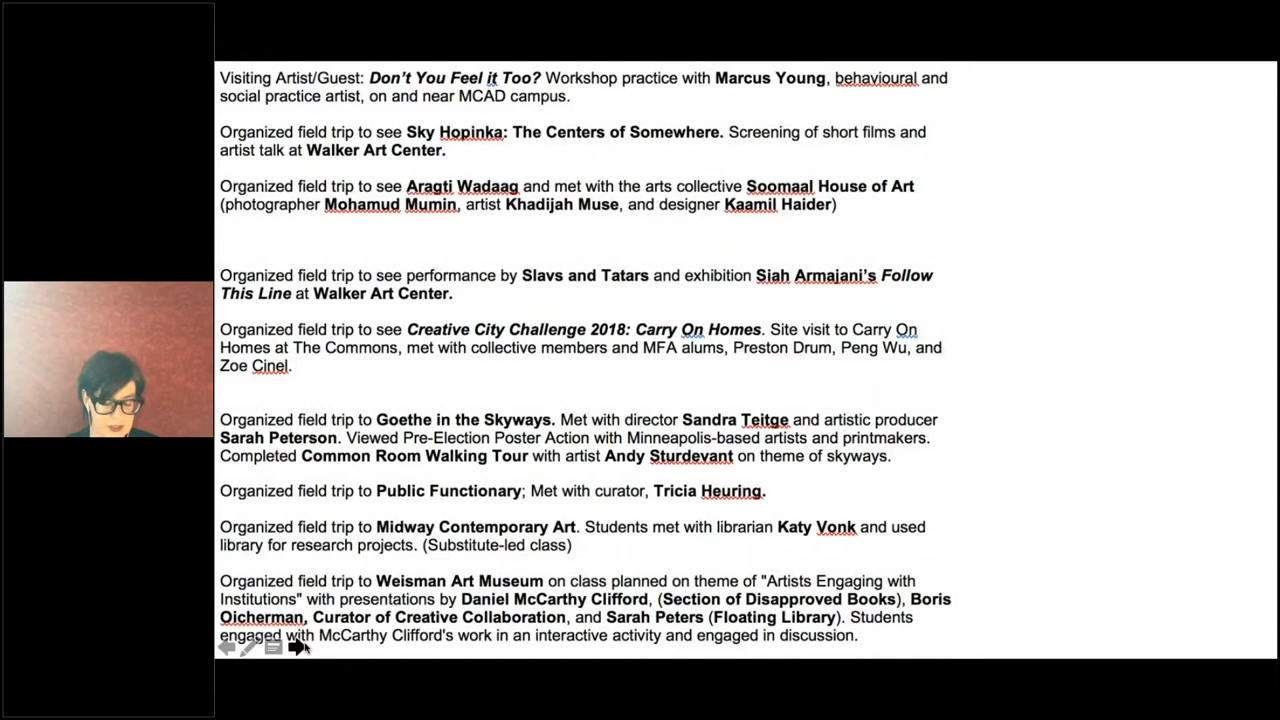 Visiting Artist/Guest: Don't You Feel it Too? Workshop practice with Marcus Young, behavioural and
social practice artist, on and near MCAD campus.
Organized field trip to see Sky Hopinka: The Centers of Somewhere. Screening of short films and
artist talk at Walker Art Center.
Organized field trip to see Aragti Wadaag and met with the arts collective Soomaal House of Art
(photographer Mohamud Mumin, artist Khadijah Muse, and designer Kaamil Haider)
Organized field trip to see performance by Slavs and Tatars and exhibition Siah Armajani's Follow
This Line at Walker Art Center.
Organized field trip to see Creative City Challenge 2018: Carry On Homes. Site visit to Carry On
Homes at The Commons, met with collective members and MFA alums, Preston Drum, Peng Wu, and
Zoe Cinel.
Organized field trip to Goethe in the Skyways. Met with director Sandra Teitge and artistic producer
Sarah Peterson. Viewed Pre-Election Poster Action with Minneapolis-based artists and printmakers.
Completed Common Room Walking Tour with artist Andy Sturdevant on theme of skyways.
Organized field trip to Public Functionary; Met with curator, Tricia Heuring.
Organized field trip to Midway Contemporary Art. Students met with librarian Katy Vonk and used
library for research projects. (Substitute-led class)
Organized field trip to Weisman Art Museum on class planned on theme of "Artists Engaging with
Institutions" with presentations by Daniel McCarthy Clifford, (Section of Disapproved Books), Boris
Oicherman, Curator of Creative Collaboration, and Sarah Peters (Floating Library). Students
engaged with McCarthy Clifford's work in an interactive activity and engaged in discussion.